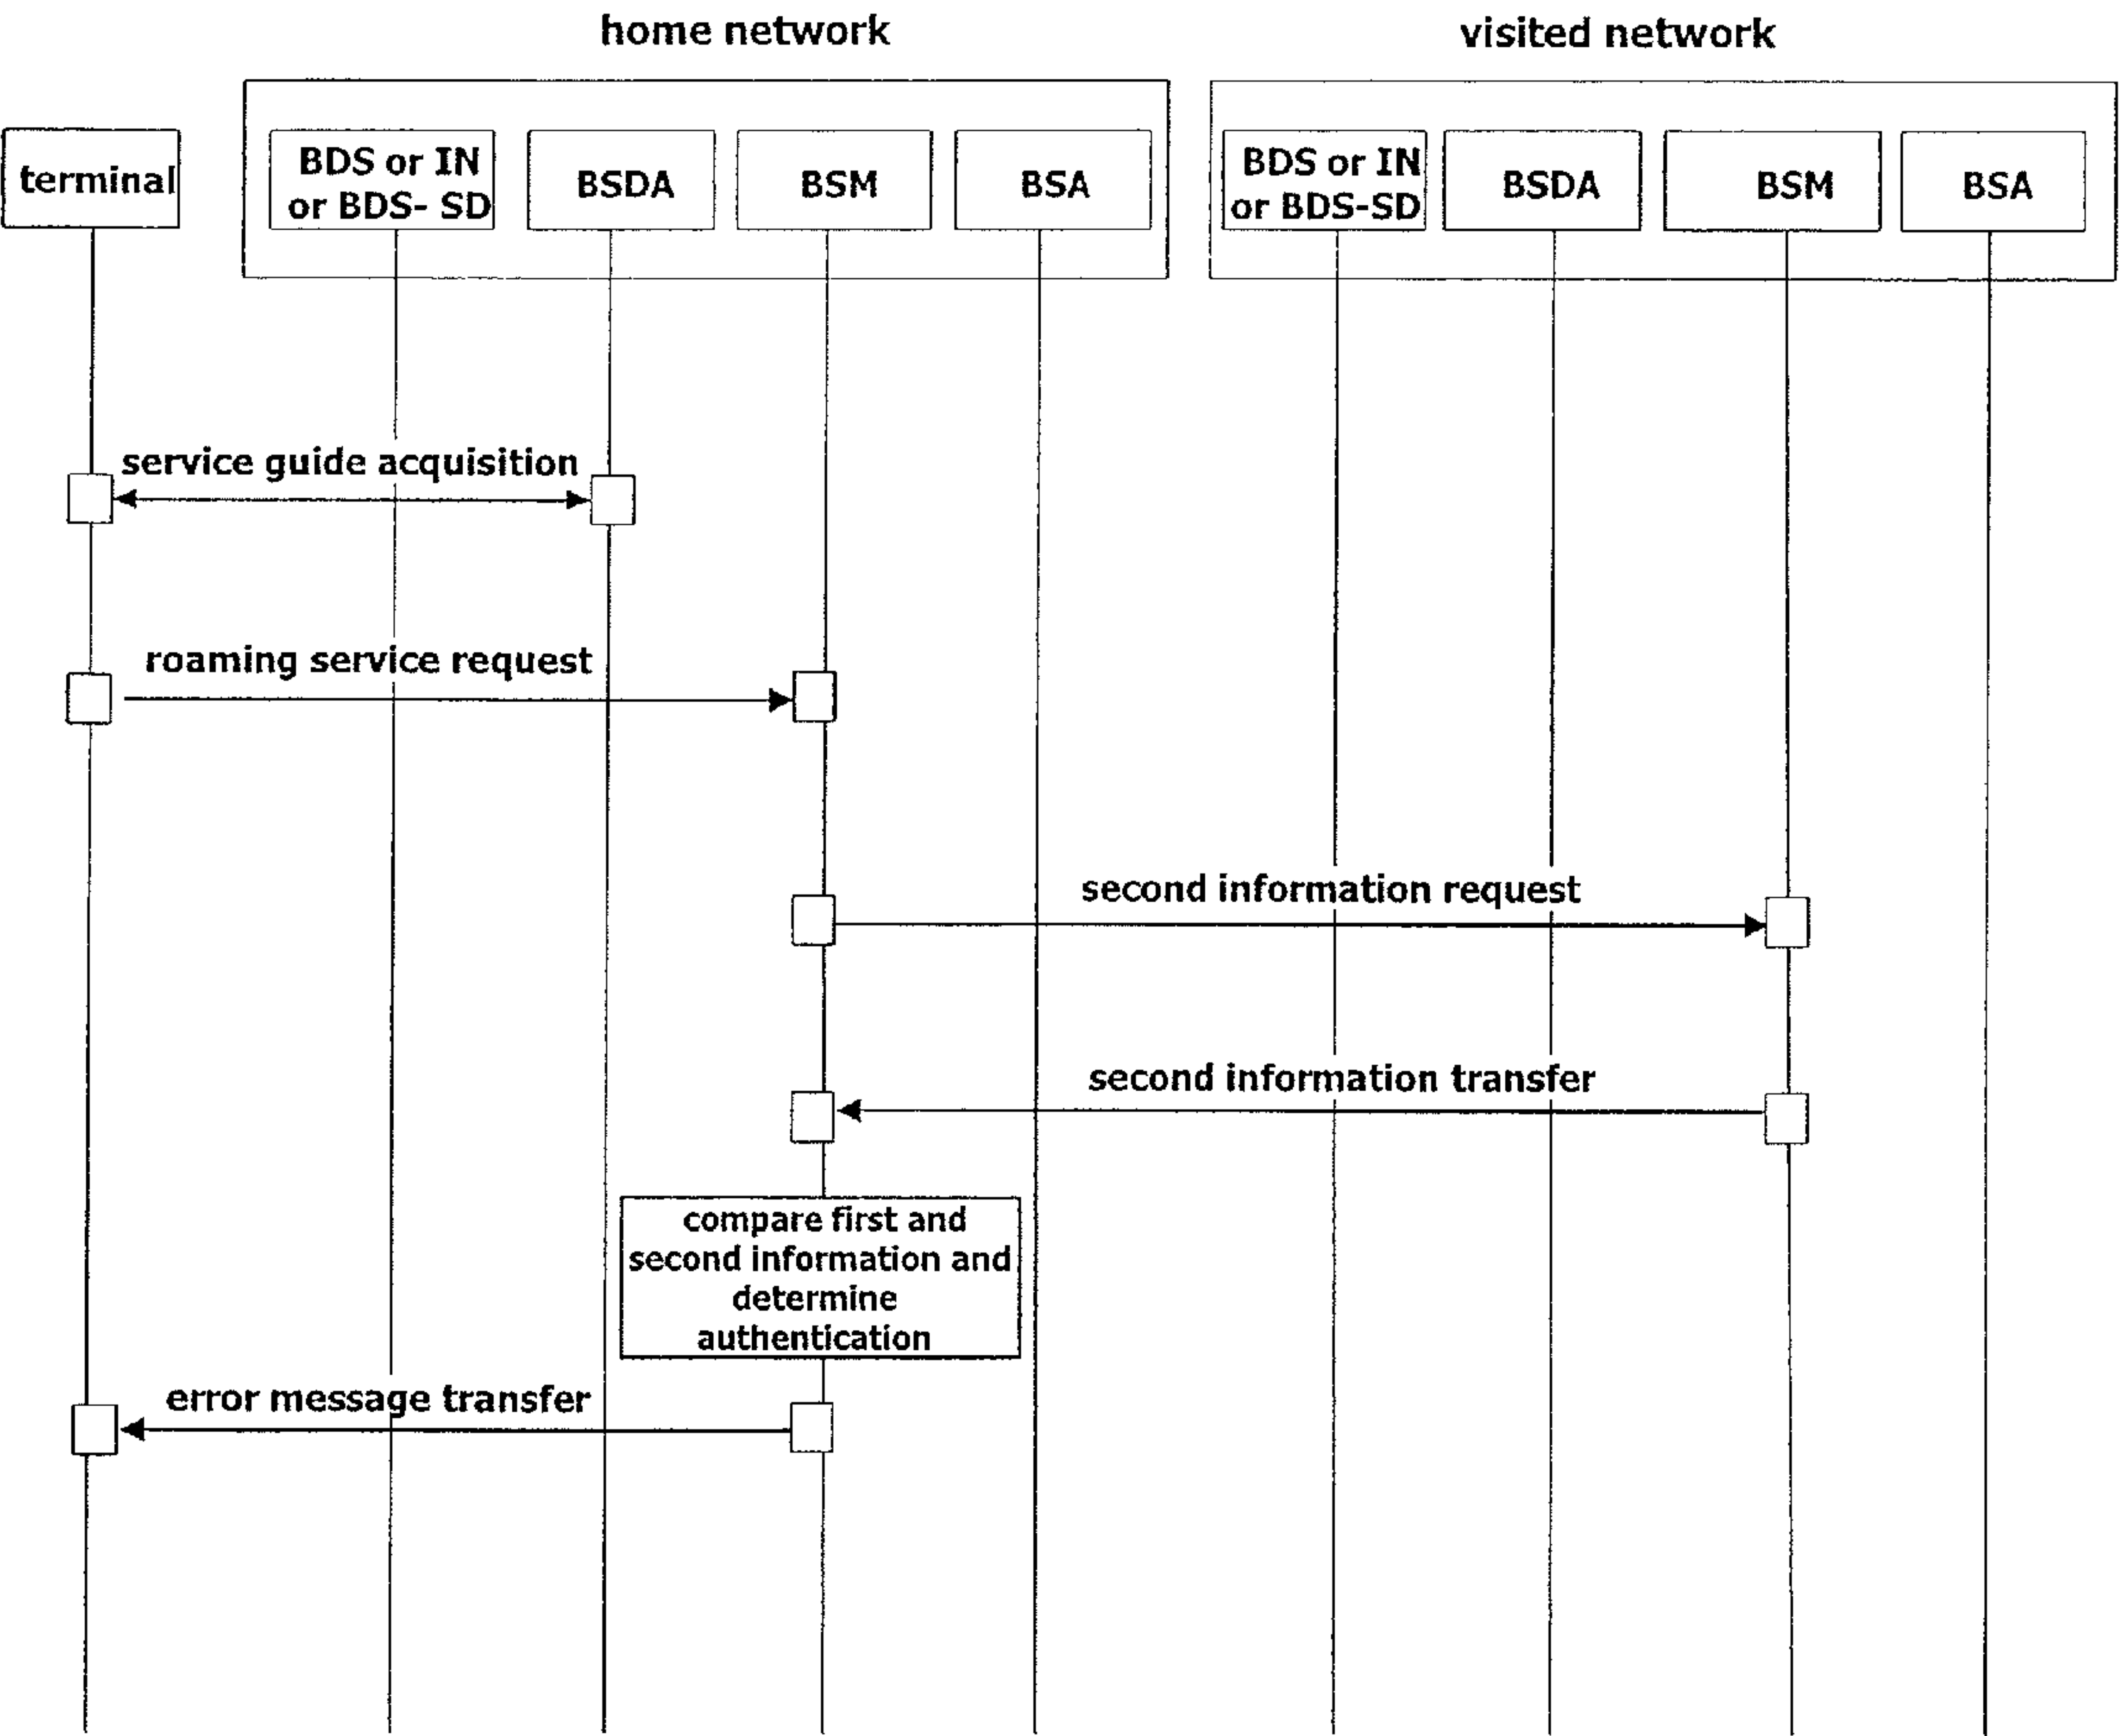 home network
visited network
terminal
BDS or IN
or BDS- SD
BSDA
BSM
BSA
BDS or IN
or BDS-SD
BSDA
BSM
BSA
service guide acquisition
roaming service request
second information request
second information transfer
compare first and
second information and
determine
authentication
error message transfer